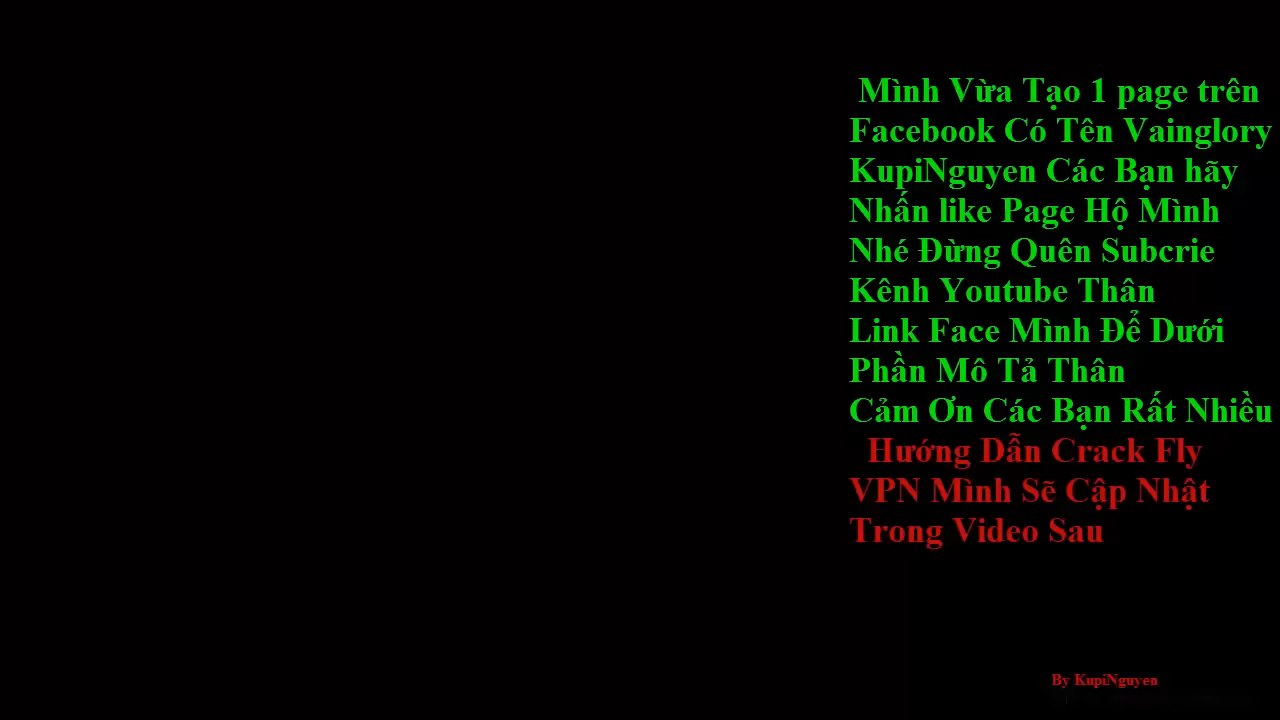 Mình Vừa Tạo 1 page trên
Facebook Có Tên Vainglory
KupiNguyen Các Bạn hãy
Nhấn like Page Hộ Mình
Nhé Đừng Quên Subcrie
Kênh Youtube Thân
Link Face Mình Để Dưới
Phần Mô Tả Thân
Cảm Ơn Các Bạn Rất Nhiều
Hướng Dẫn Crack Fly
VPN Mình Sẽ Cập Nhật
Trong Video Sau
By KupiNguyen